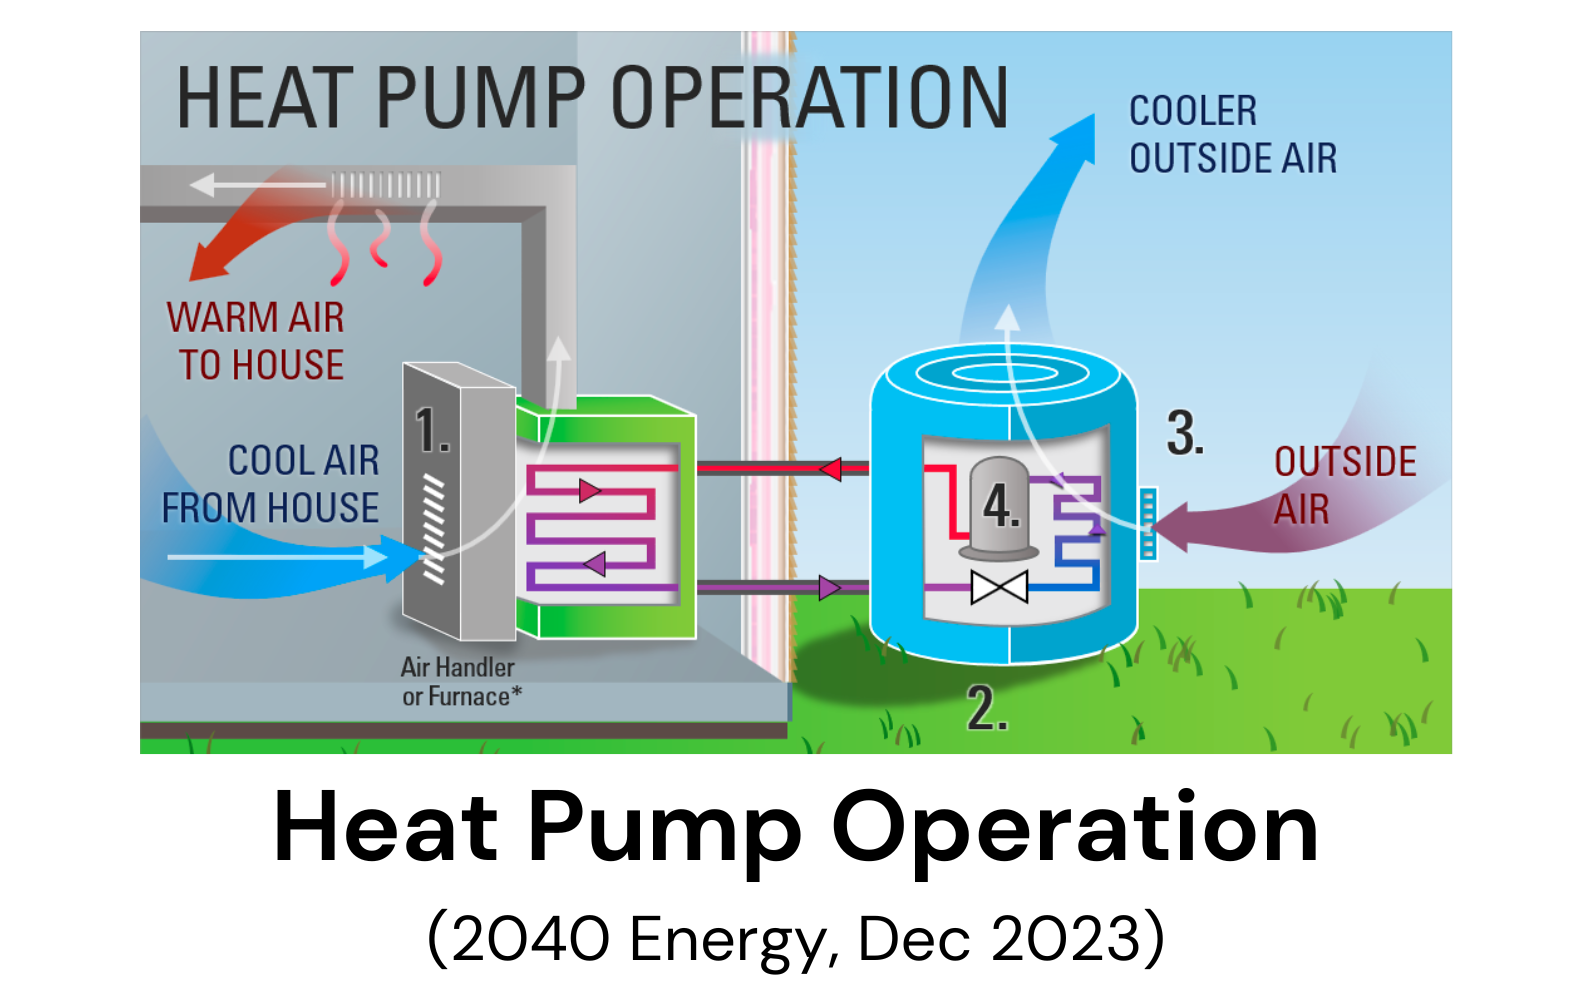 HEAT PUMP OPERATION
COOLER
OUTSIDE AIR
WARM AIR
TO HOUSE
1.
COOL AIR
FROM HOUSE
3.
OUTSIDE
AIR
4.
Air Handler
or Furnace*
2.
Heat Pump Operation
(2040 Energy, Dec 2023)